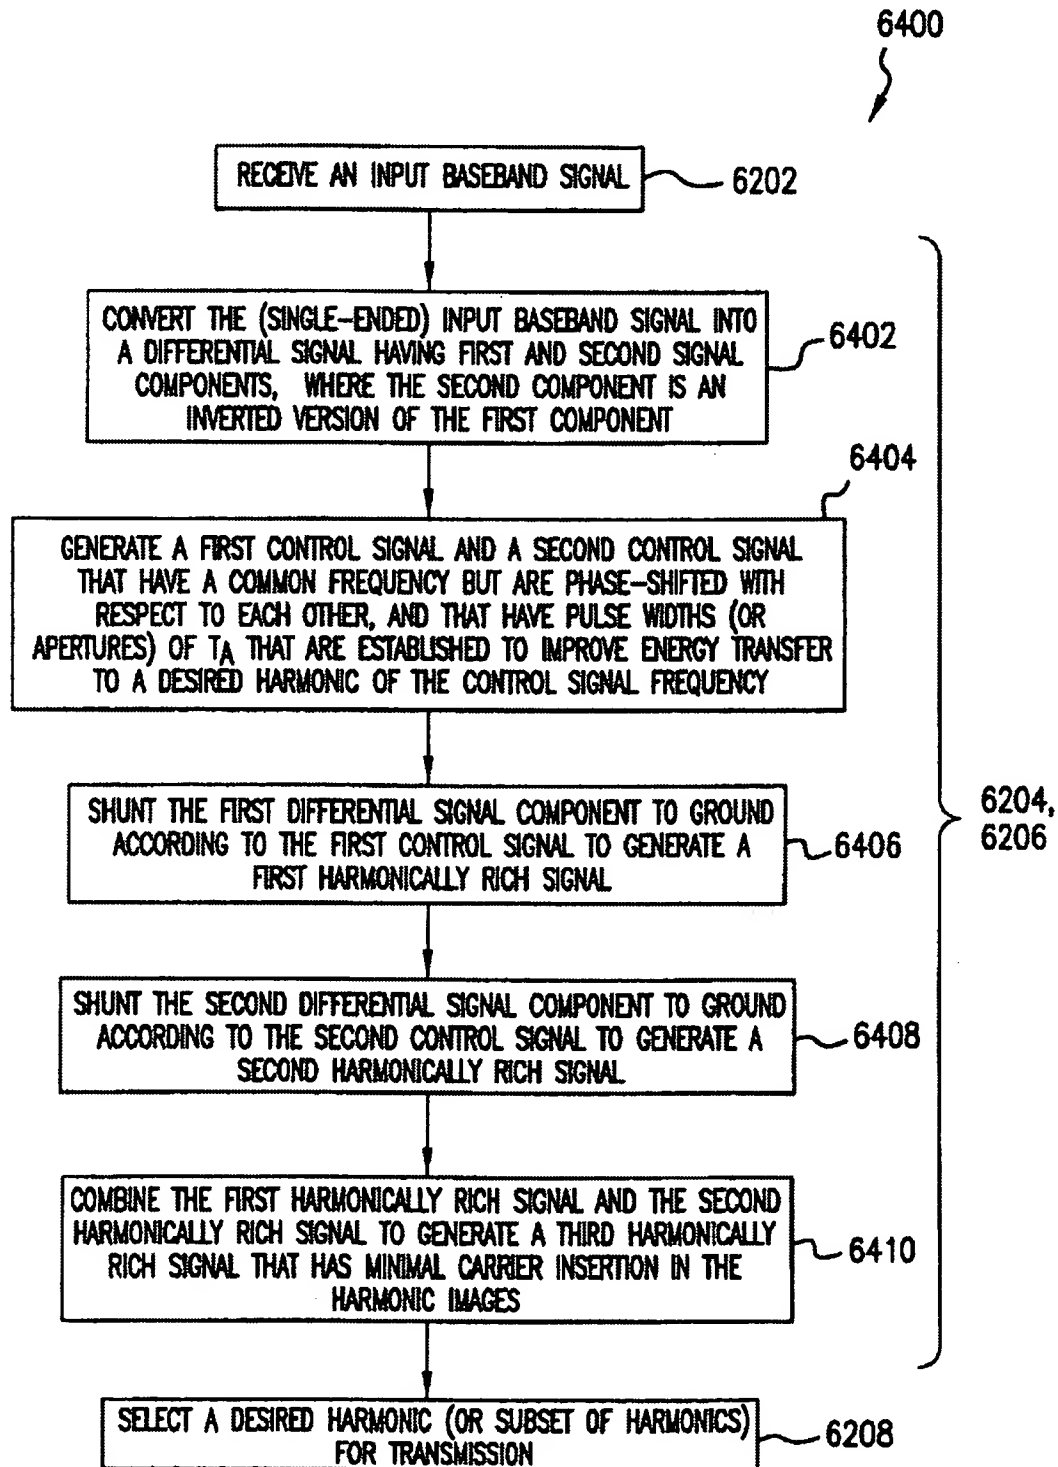 6400
RECEIVE AN INPUT BASEBAND SIGNAL
6202
CONVERT THE (SINGLE-ENDED) INPUT BASEBAND SIGNAL INTO
A DIFFERENTIAL SIGNAL HAVING FIRST AND SECOND SIGNAL
COMPONENTS, WHERE THE SECOND COMPONENT IS AN
INVERTED VERSION OF THE FIRST COMPONENT
6402
6404
GENERATE A FIRST CONTROL SIGNAL AND A SECOND CONTROL SIGNAL
THAT HAVE A COMMON FREQUENCY BUT ARE PHASE-SHIFTED WITH
RESPECT TO EACH OTHER, AND THAT HAVE PULSE WIDTHS (OR
APERTURES) OF TA THAT ARE ESTABLISHED TO IMPROVE ENERGY TRANSFER
TO A DESIRED HARMONIC OF THE CONTROL SIGNAL FREQUENCY
SHUNT THE FIRST DIFFERENTIAL SIGNAL COMPONENT TO GROUND
ACCORDING TO THE FIRST CONTROL SIGNAL TO GENERATE A
FIRST HARMONICALLY RICH SIGNAL
6406
6204,
6206
SHUNT THE SECOND DIFFERENTIAL SIGNAL COMPONENT TO GROUND
ACCORDING TO THE SECOND CONTROL SIGNAL TO GENERATE A
SECOND HARMONICALLY RICH SIGNAL
6408
COMBINE THE FIRST HARMONICALLY RICH SIGNAL AND THE SECOND
HARMONICALLY RICH SIGNAL TO GENERATE A THIRD HARMONICALLY
RICH SIGNAL THAT HAS MINIMAL CARRIER INSERTION IN THE
HARMONIC IMAGES
6410
SELECT A DESIRED HARMONIC (OR SUBSET OF HARMONICS)
FOR TRANSMISSION
6208